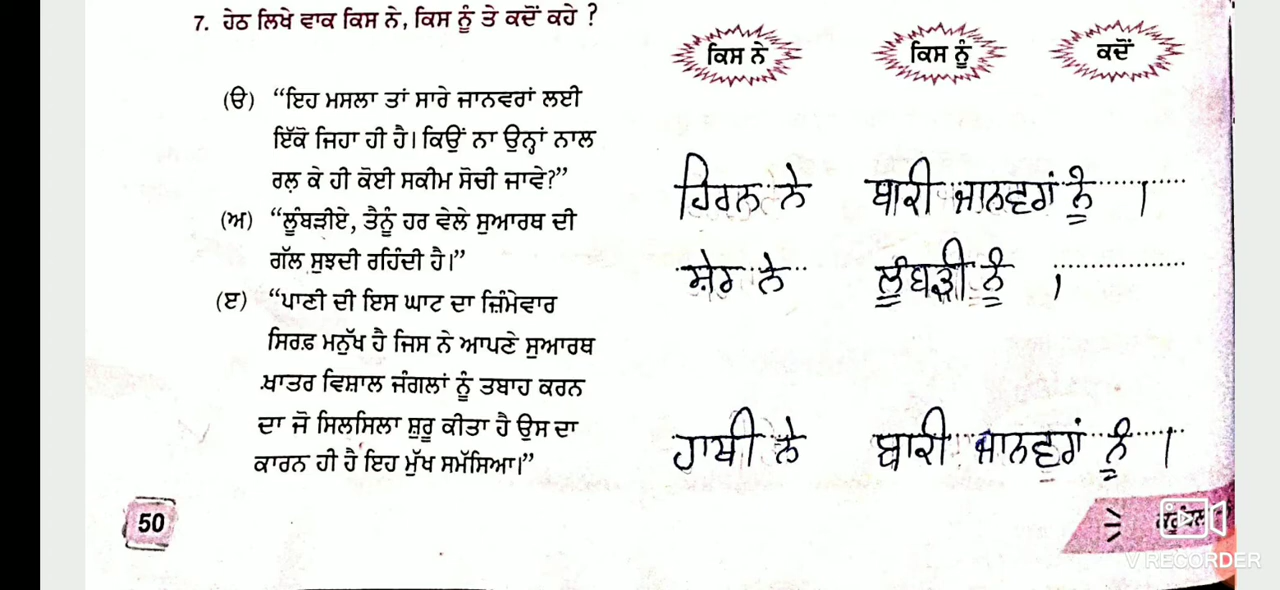 7. ਹੇਠ ਲਿਖੇ ਵਾਕ ਕਿਸ ਨੇ, ਕਿਸ ਨੂੰ ਤੇ ਕਦੋਂ ਕਹੇ ?
ਕਿਸ ਨੇ ਕਿਸ ਨੂੰ ਕਦੋਂ
(ੳ) “ਇਹ ਮਸਲਾ ਤਾਂ ਸਾਰੇ ਜਾਨਵਰਾਂ ਲਈ
ਇੱਕੋ ਜਿਹਾ ਹੀ ਹੈ। ਕਿਉਂ ਨਾ ਉਨ੍ਹਾਂ ਨਾਲ
ਰਲ਼ ਕੇ ਹੀ ਕੋਈ ਸਕੀਮ ਸੋਚੀ ਜਾਵੇ?” ਹਿਰਨ ਨੇ ਬਾਕੀ ਜਾਨਵਰਾਂ ਨੂੰ ।
(ਅ) “ਲੂੰਬੜੀਏ, ਤੈਨੂੰ ਹਰ ਵੇਲੇ ਸੁਆਰਥ ਦੀ
ਗੱਲ ਸੁਝਦੀ ਰਹਿੰਦੀ ਹੈ।” ਸ਼ੇਰ ਨੇ ਲੂੰਬੜੀ ਨੂੰ ।
(ੲ) “ਪਾਣੀ ਦੀ ਇਸ ਘਾਟ ਦਾ ਜ਼ਿੰਮੇਵਾਰ
ਸਿਰਫ਼ ਮਨੁੱਖ ਹੈ ਜਿਸ ਨੇ ਆਪਣੇ ਸੁਆਰਥ
ਖ਼ਾਤਰ ਵਿਸ਼ਾਲ ਜੰਗਲਾਂ ਨੂੰ ਤਬਾਹ ਕਰਨ
ਦਾ ਜੋ ਸਿਲਸਿਲਾ ਸ਼ੁਰੂ ਕੀਤਾ ਹੈ ਉਸ ਦਾ
ਕਾਰਨ ਹੀ ਹੈ ਇਹ ਮੁੱਖ ਸਮੱਸਿਆ।” ਹਾਥੀ ਨੇ ਬਾਕੀ ਜਾਨਵਰਾਂ ਨੂੰ ।
50
V RECORDER